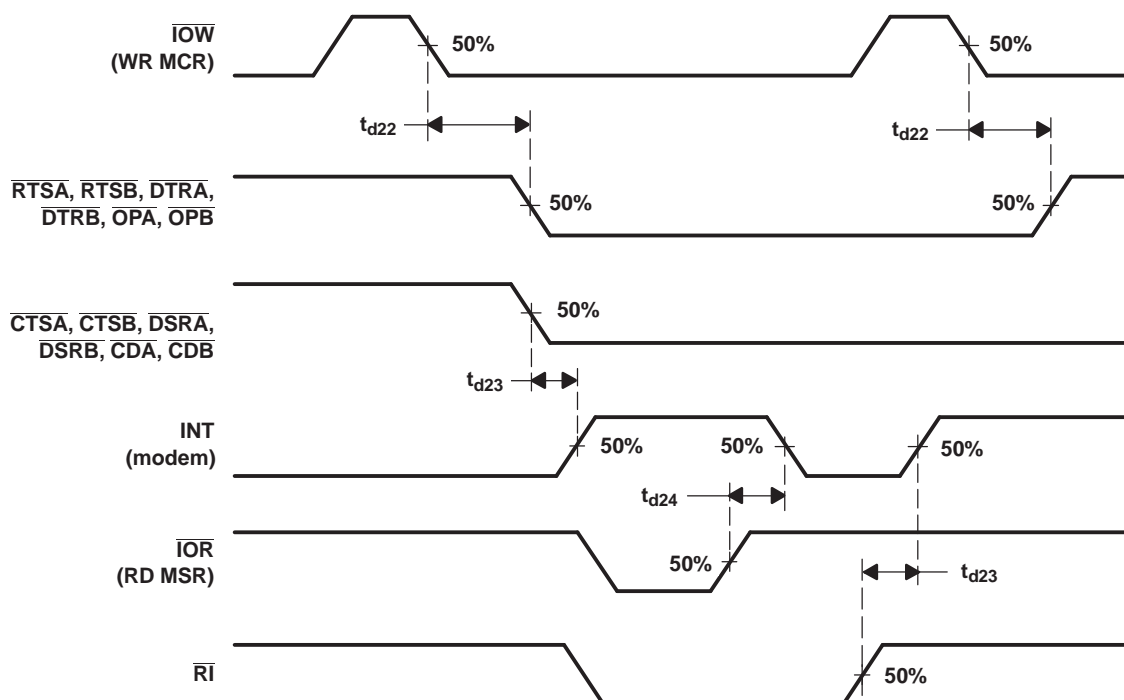 IOW
(WR MCR)
50%
50%
td22
td22
RTSA, RTSB, DTRA,
DTRB, OPA, OPB
50%
50%
CTSA, CTSB, DSRA,
DSRB, CDA, CDB
50%
td23
INT
(modem)
50%
50%
50%
td24
IOR
(RD MSR)
50%
td23
RI
50%